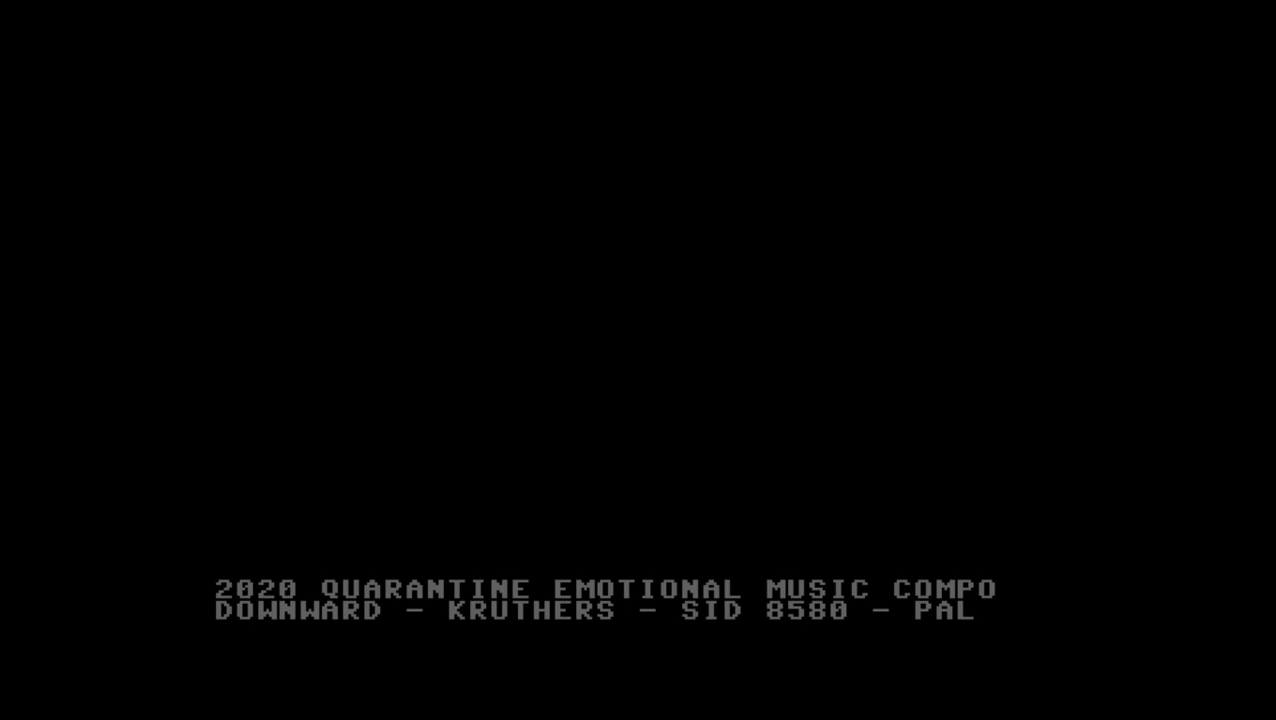 2020 QUARANTINE EMOTIONAL MUSIC COMPO
DOWNWARD - KRUTHERS - SID 8580 - PAL